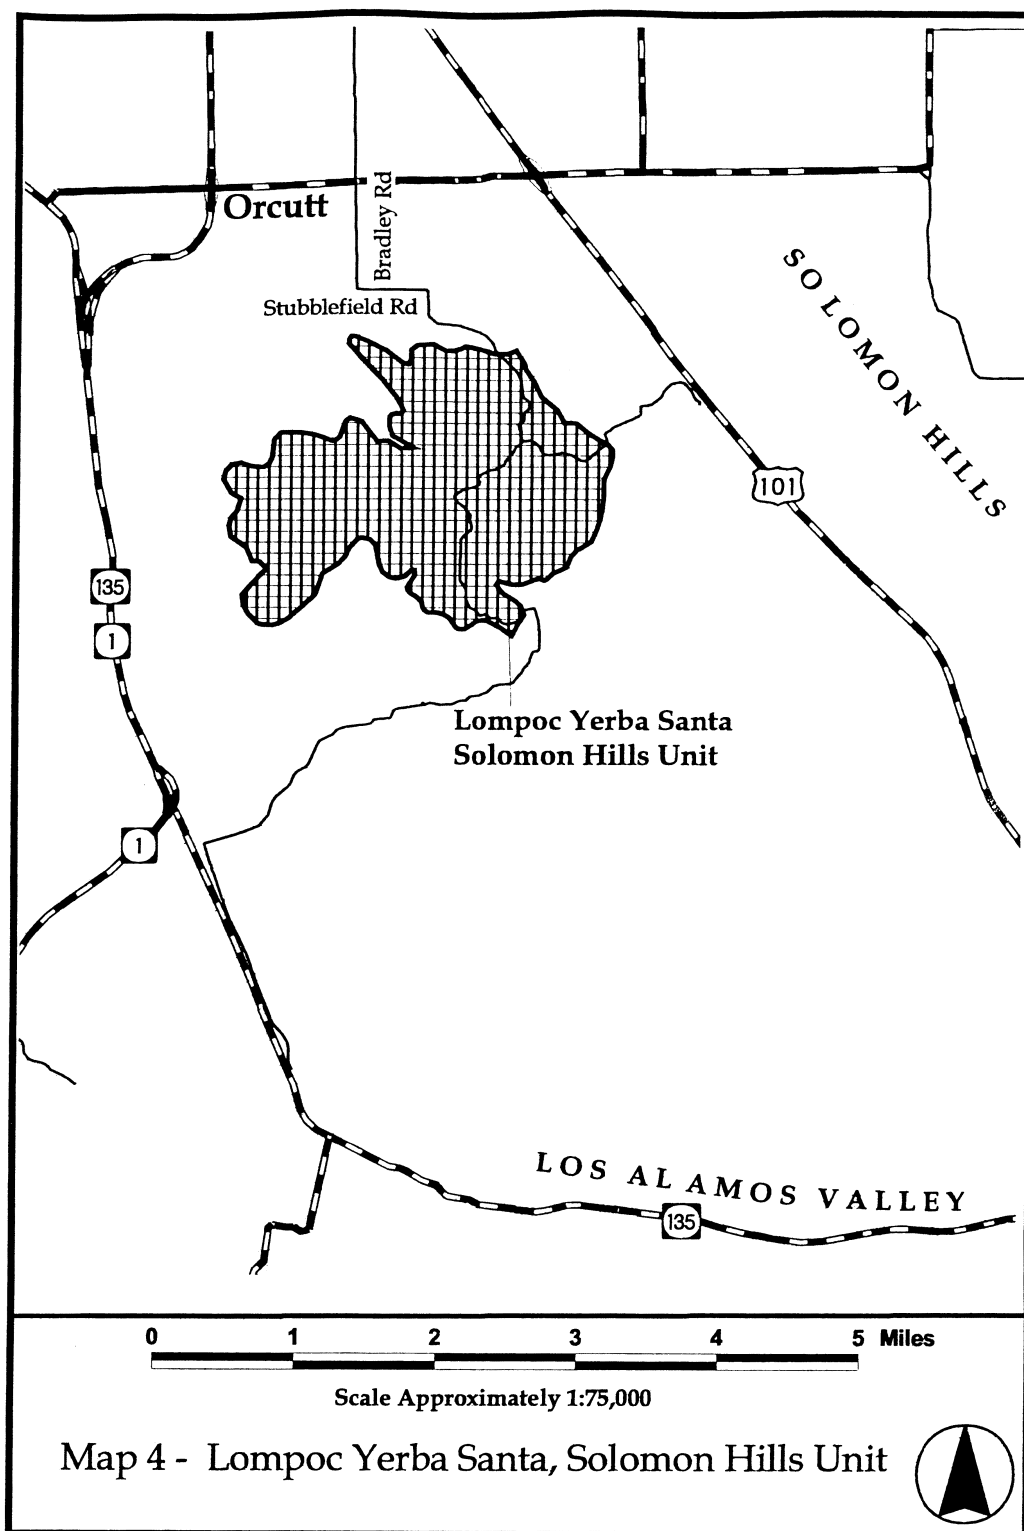 Orcutt
Bradley Rd
Stubblefield Rd
SOLOMON HILLS
101
135
1
Lompoc Yerba Santa
Solomon Hills Unit
1
LOS ALAMOS VALLEY
135
0 1 2 3 4 5 Miles
Scale Approximately 1:75,000
Map 4 - Lompoc Yerba Santa, Solomon Hills Unit